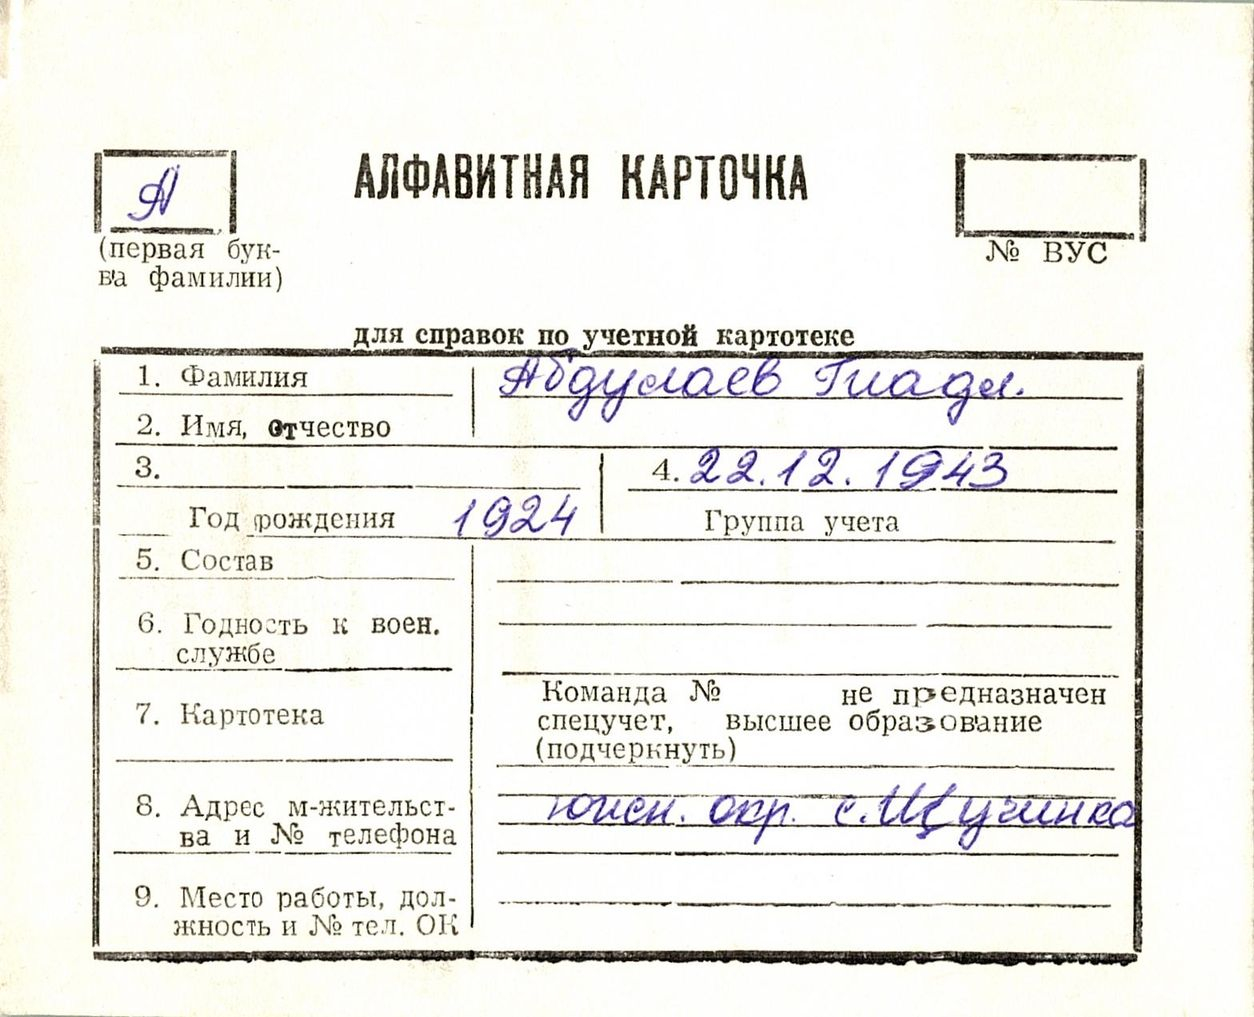 А
АЛФАВИТНАЯ КАРТОЧКА
(первая бук-
ва фамилии)
№ ВУС
для справок по учетной картотеке
1. Фамилия
Абдулаев Гиадл.
2. Имя, отчество
3.
4. 22.12.1943
Год рождения 1924
Группа учета
5. Состав
6. Годность к воен.
службе
7. Картотека
Команда № не предназначен
спецучет, высшее образование
(подчеркнуть)
8. Адрес м-жительст-
ва и № телефона
окр. с. Щучинка
9. Место работы, дол-
жность и № тел. ОК